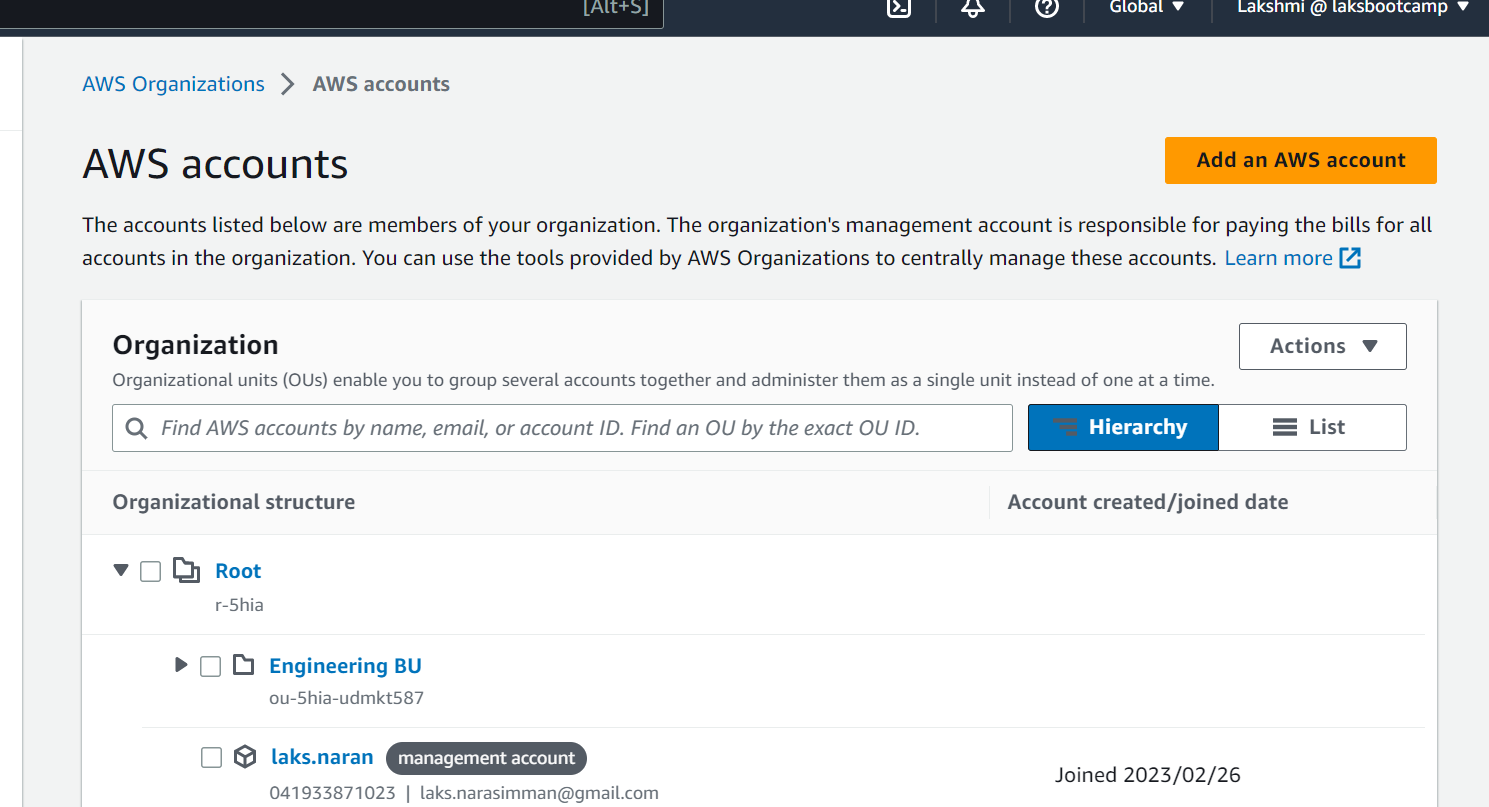 [Alt+S]
Global
Lakshmi @ laksbootcamp
AWS Organizations
AWS accounts
AWS accounts
Add an AWS account
The accounts listed below are members of your organization. The organization's management account is responsible for paying the bills for all
accounts in the organization. You can use the tools provided by AWS Organizations to centrally manage these accounts. Learn more
Organization
Actions
Organizational units (OUs) enable you to group several accounts together and administer them as a single unit instead of one at a time.
Find AWS accounts by name, email, or account ID. Find an OU by the exact OU ID.
Hierarchy
List
Organizational structure
Account created/joined date
Root
r-5hia
Engineering BU
ou-5hia-udmkt587
laks.naran
management account
Joined 2023/02/26
041933871023 | laks.narasimman@gmail.com